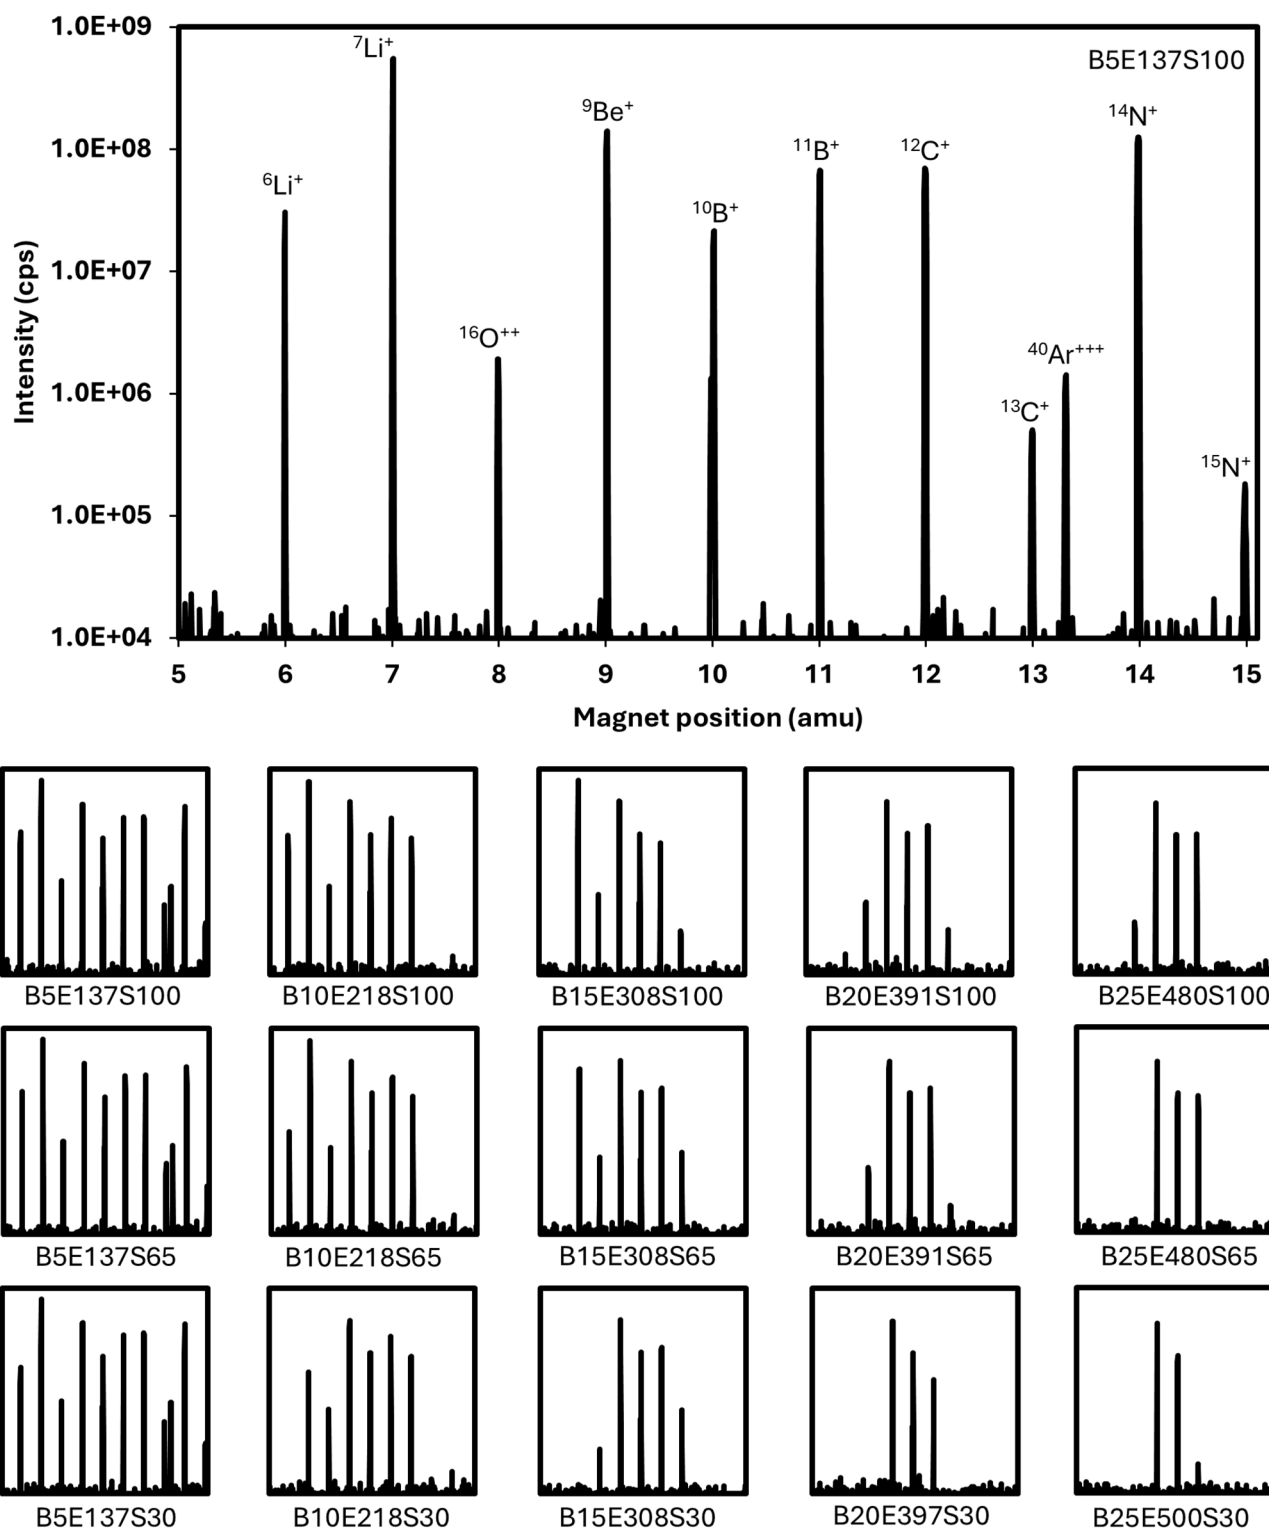 1.0E+09
B5E137S100
⁷Li⁺
⁹Be⁺
¹⁴N⁺
1.0E+08
¹¹B⁺
¹²C⁺
⁶Li⁺
¹⁰B⁺
1.0E+07
¹⁶O⁺⁺
⁴⁰Ar⁺⁺⁺
1.0E+06
¹³C⁺
¹⁵N⁺
1.0E+05
1.0E+04
Intensity (cps)
5 6 7 8 9 10 11 12 13 14 15
Magnet position (amu)
B5E137S100 B10E218S100 B15E308S100 B20E391S100 B25E480S100
B5E137S65 B10E218S65 B15E308S65 B20E391S65 B25E480S65
B5E137S30 B10E218S30 B15E308S30 B20E397S30 B25E500S30